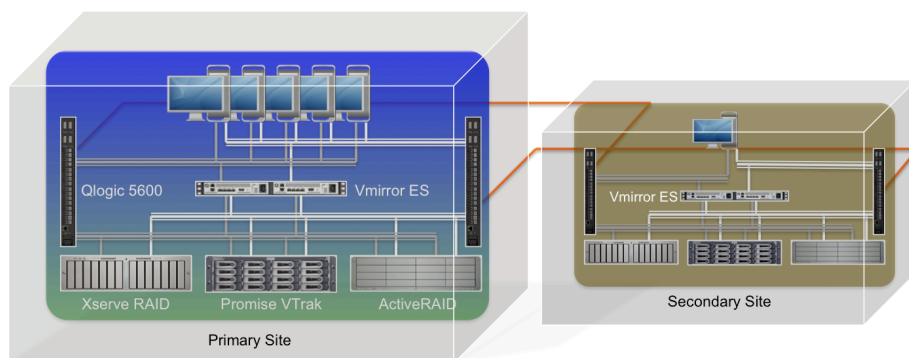 Qlogic 5600
Vmirror ES
Xserve RAID
Promise VTrak
ActiveRAID
Primary Site
Vmirror ES
Secondary Site